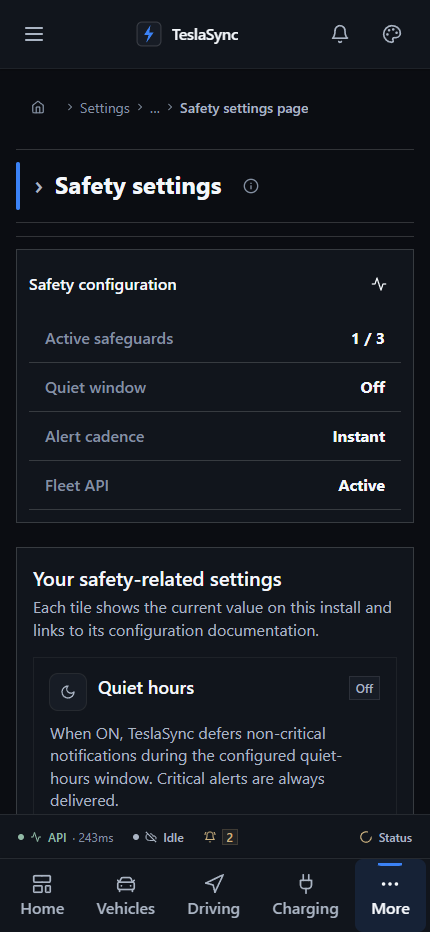 TeslaSync
Settings › ... › Safety settings page
› Safety settings
Safety configuration
Active safeguards 1 / 3
Quiet window Off
Alert cadence Instant
Fleet API Active
Your safety-related settings
Each tile shows the current value on this install and
links to its configuration documentation.
Quiet hours Off
When ON, TeslaSync defers non-critical
notifications during the configured quiet-
hours window. Critical alerts are always
delivered.
API · 243ms Idle 2 Status
Home Vehicles Driving Charging More